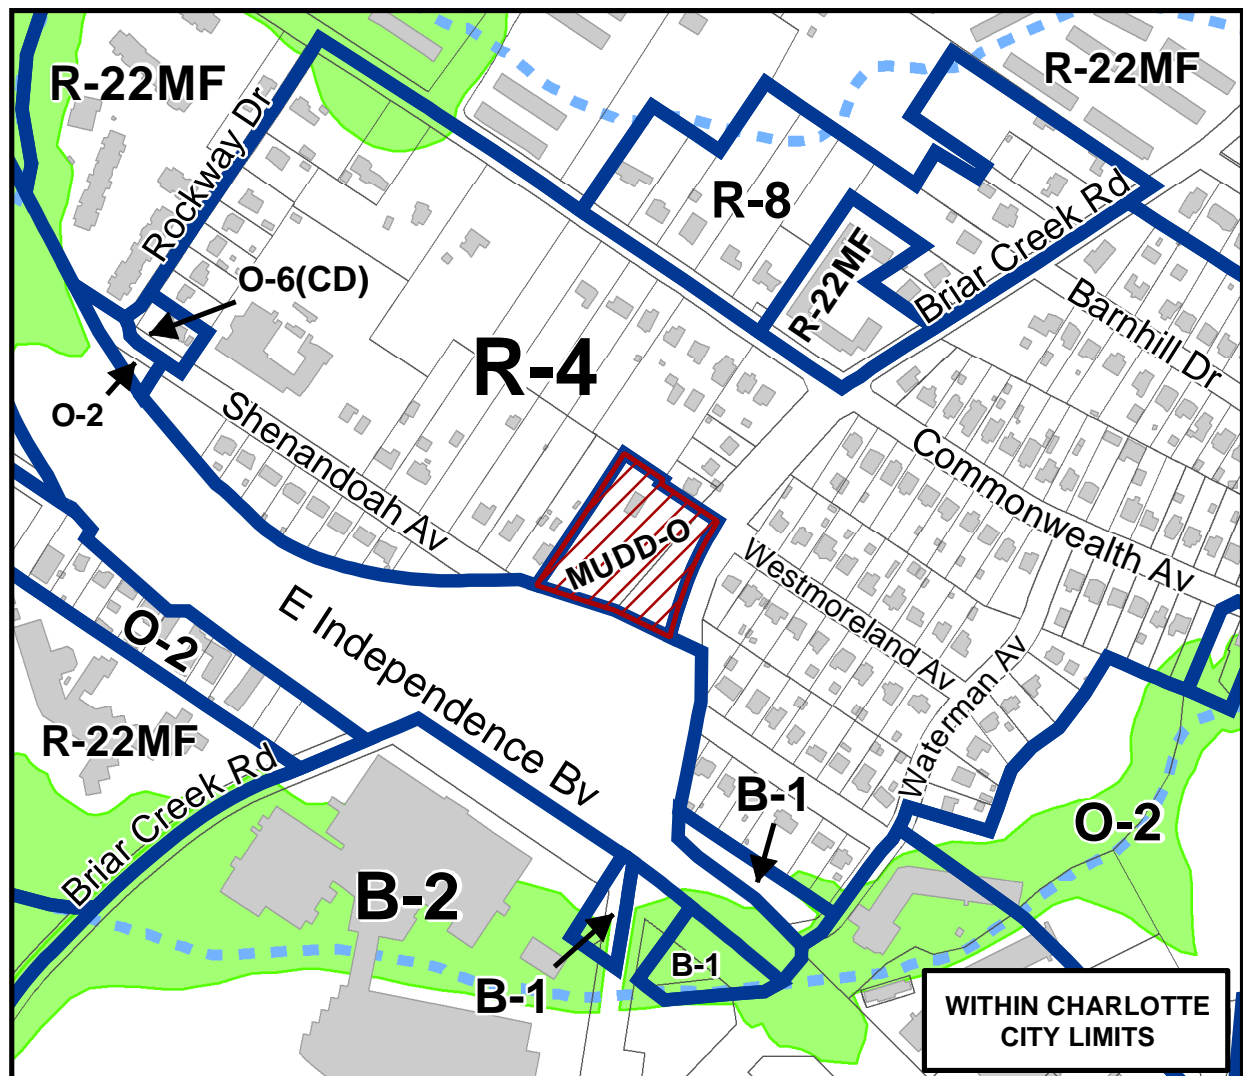 R-22MF
R-22MF
Rockway Dr
R-8
Briar Creek Rd
R-22MF
O-6(CD)
Barnhill Dr
R-4
O-2
Shenandoah Av
Commonwealth Av
MUDD-O
Westmoreland Av
E Independence Bv
O-2
Waterman Av
R-22MF
Briar Creek Rd
B-1
O-2
B-2
B-1
B-1
WITHIN CHARLOTTE
CITY LIMITS